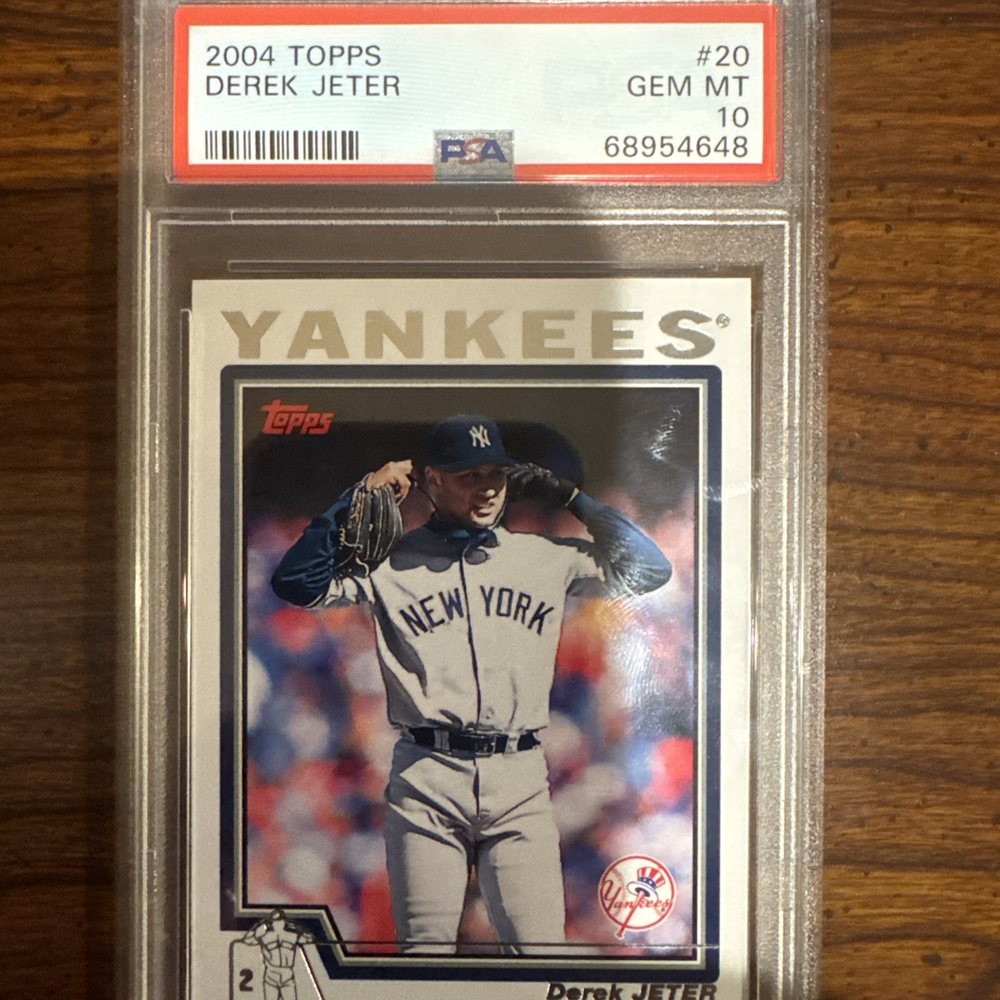 2004 TOPPS #20
DEREK JETER GEM MT
10
PSA 68954648
YANKEES®
Topps
NY
NEW YORK
Yankees
2
Derek JETER